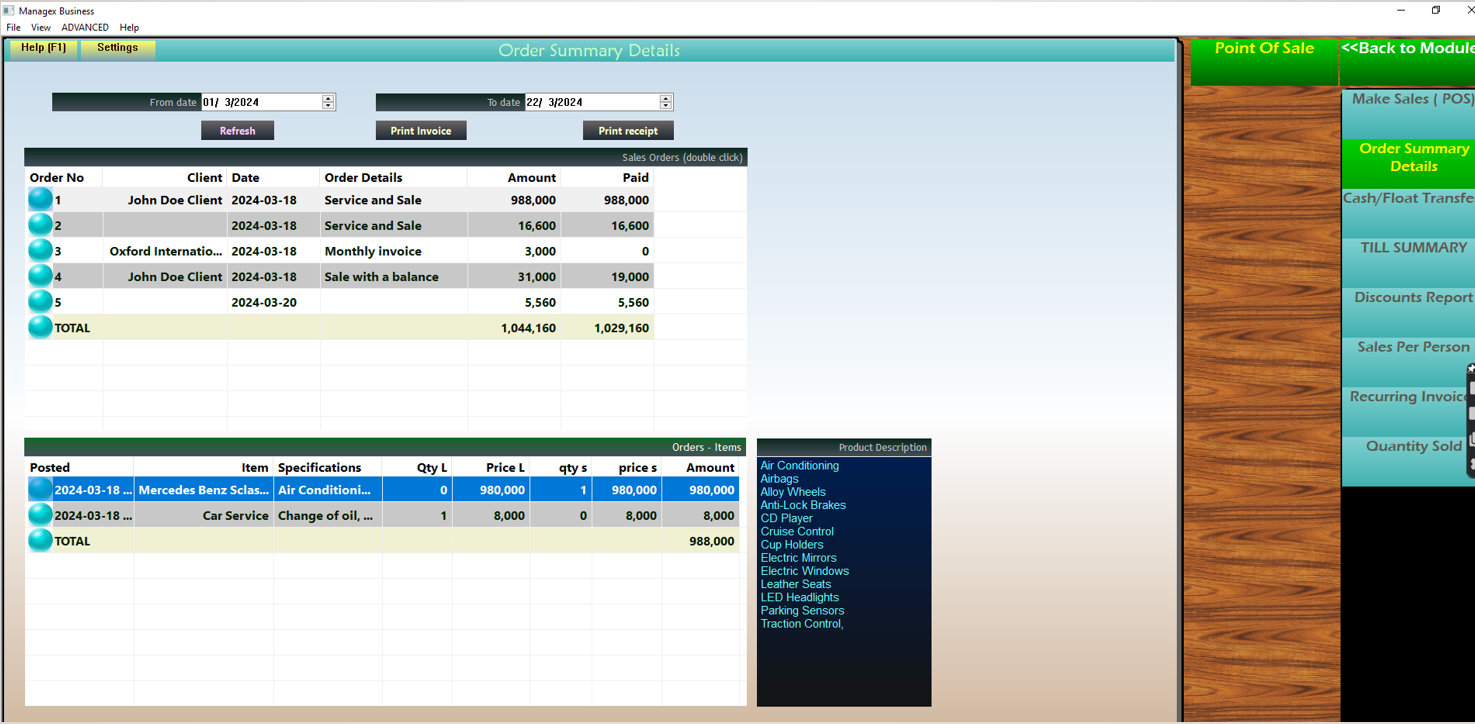 Managex Business
File View ADVANCED Help
Help (F1) Settings Order Summary Details
Point Of Sale <<Back to Module
From date 01/ 3/2024 To date 22/ 3/2024
Refresh Print Invoice Print receipt
Sales Orders (double click)
Order No Client Date Order Details Amount Paid
1 John Doe Client 2024-03-18 Service and Sale 988,000 988,000
2 2024-03-18 Service and Sale 16,600 16,600
3 Oxford Internatio... 2024-03-18 Monthly invoice 3,000 0
4 John Doe Client 2024-03-18 Sale with a balance 31,000 19,000
5 2024-03-20 5,560 5,560
TOTAL 1,044,160 1,029,160
Orders - Items
Posted Item Specifications Qty L Price L qty s price s Amount
2024-03-18 ... Mercedes Benz Sclas... Air Conditioni... 0 980,000 1 980,000 980,000
2024-03-18 ... Car Service Change of oil, ... 1 8,000 0 8,000 8,000
TOTAL 988,000
Product Description
Air Conditioning
Airbags
Alloy Wheels
Anti-Lock Brakes
CD Player
Cruise Control
Cup Holders
Electric Mirrors
Electric Windows
Leather Seats
LED Headlights
Parking Sensors
Traction Control,
Make Sales ( POS)
Order Summary
Details
Cash/Float Transfe
TILL SUMMARY
Discounts Report
Sales Per Person
Recurring Invoic
Quantity Sold